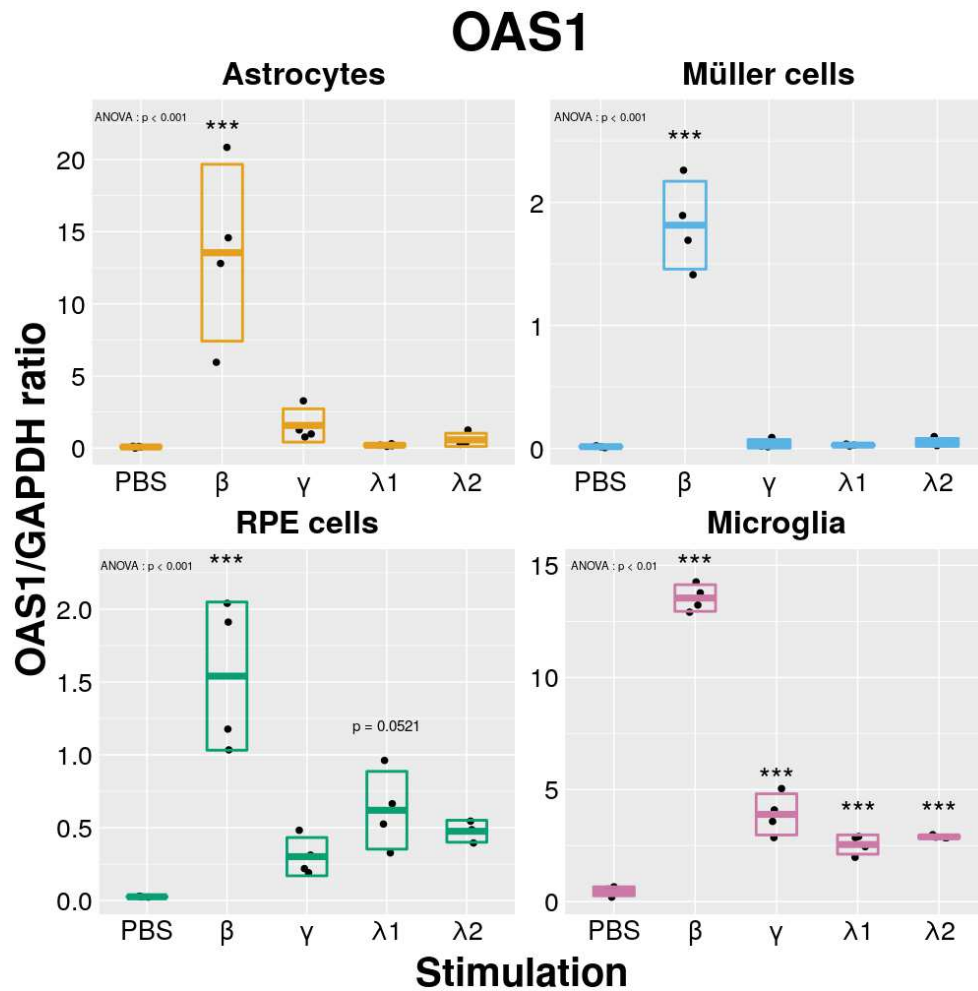 OAS1
Astrocytes
ANOVA : p < 0.001
***
20
15
10
5
0
PBS β γ λ1 λ2
Müller cells
ANOVA : p < 0.001
***
2
1
0
PBS β γ λ1 λ2
OAS1/GAPDH ratio
RPE cells
ANOVA : p < 0.001
***
p = 0.0521
2.0
1.5
1.0
0.5
0.0
PBS β γ λ1 λ2
Microglia
ANOVA : p < 0.01
***
*** *** ***
15
10
5
0
PBS β γ λ1 λ2
Stimulation